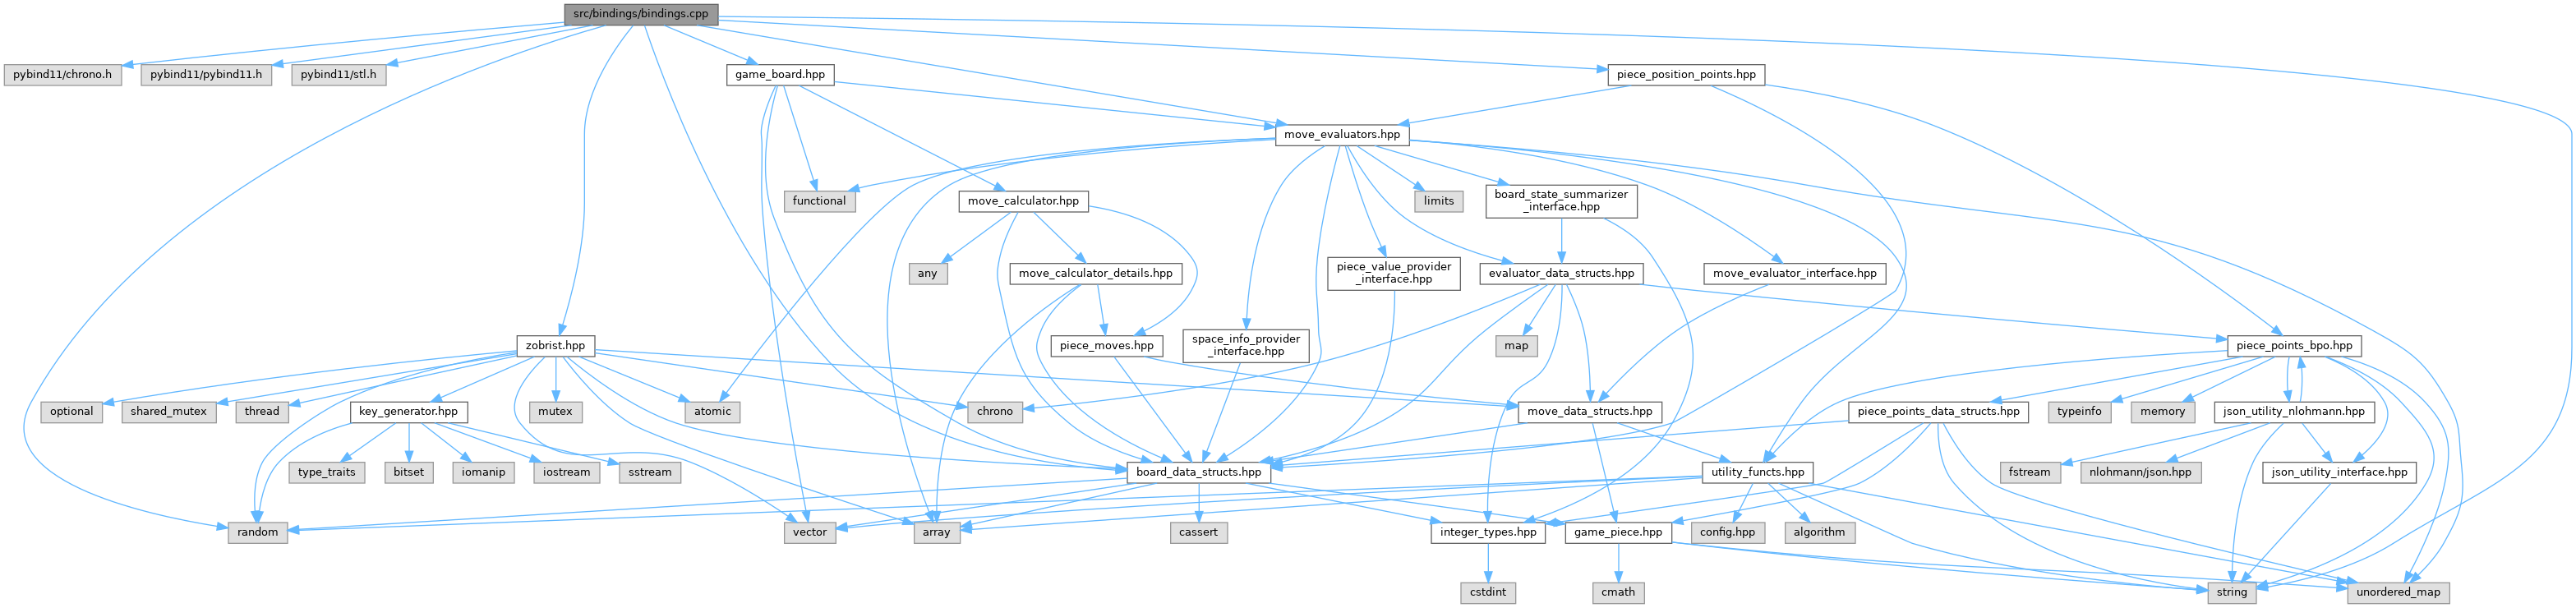 src/bindings/bindings.cpp
pybind11/chrono.h
pybind11/pybind11.h
pybind11/stl.h
game_board.hpp
piece_position_points.hpp
move_evaluators.hpp
functional
move_calculator.hpp
limits
board_state_summarizer
_interface.hpp
any
move_calculator_details.hpp
piece_value_provider
_interface.hpp
evaluator_data_structs.hpp
move_evaluator_interface.hpp
zobrist.hpp
piece_moves.hpp
space_info_provider
_interface.hpp
map
piece_points_bpo.hpp
optional
shared_mutex
thread
key_generator.hpp
mutex
atomic
chrono
move_data_structs.hpp
piece_points_data_structs.hpp
typeinfo
memory
json_utility_nlohmann.hpp
type_traits
bitset
iomanip
iostream
sstream
board_data_structs.hpp
utility_functs.hpp
fstream
nlohmann/json.hpp
json_utility_interface.hpp
random
vector
array
cassert
integer_types.hpp
game_piece.hpp
config.hpp
algorithm
cstdint
cmath
string
unordered_map